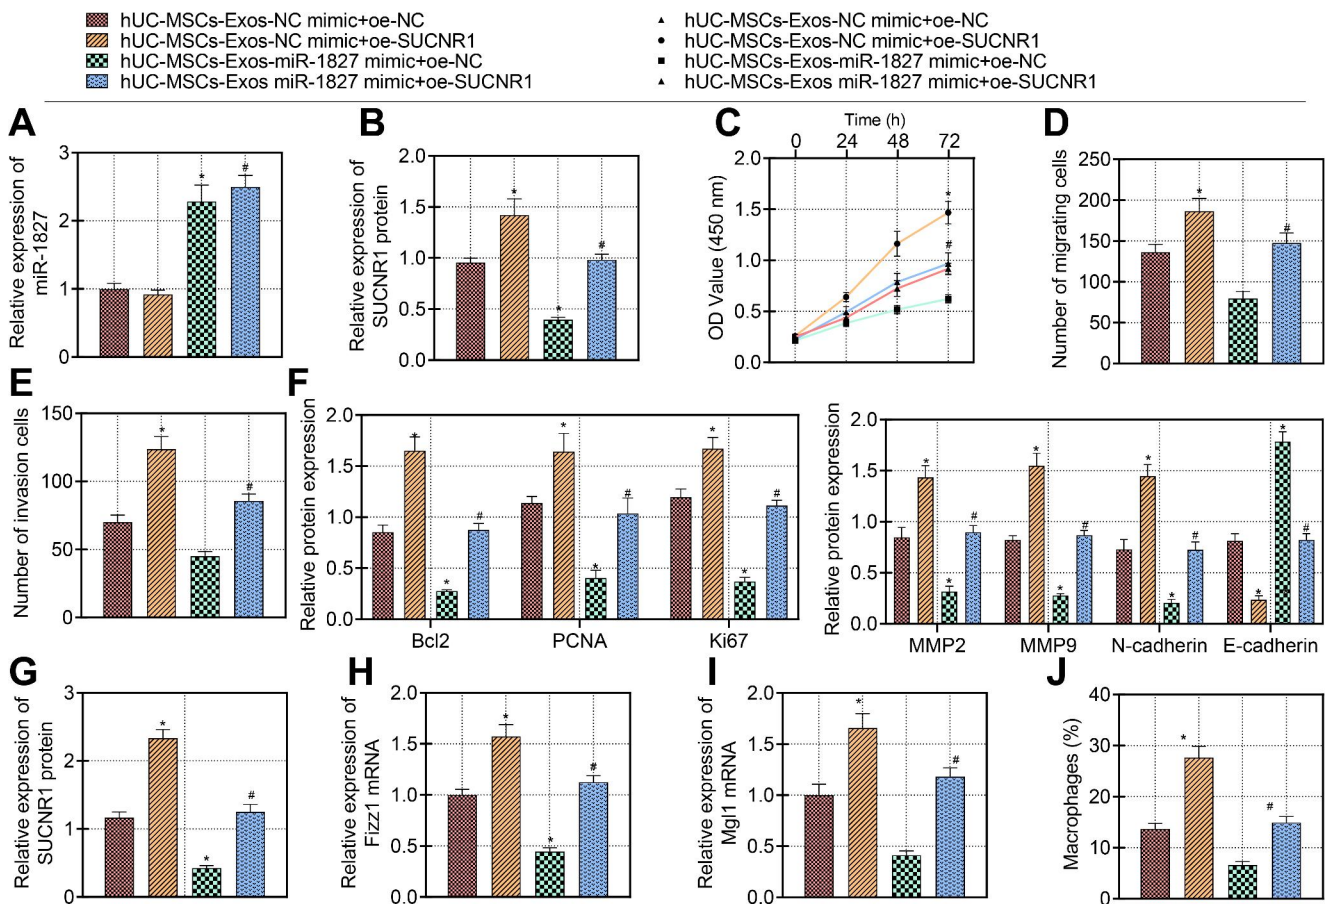 hUC-MSCs-Exos-NC mimic+oe-NC
hUC-MSCs-Exos-NC mimic+oe-SUCNR1
hUC-MSCs-Exos-miR-1827 mimic+oe-NC
hUC-MSCs-Exos miR-1827 mimic+oe-SUCNR1
hUC-MSCs-Exos-NC mimic+oe-NC
hUC-MSCs-Exos-NC mimic+oe-SUCNR1
hUC-MSCs-Exos-miR-1827 mimic+oe-NC
hUC-MSCs-Exos miR-1827 mimic+oe-SUCNR1
A
Relative expression of
miR-1827
3
2
1
0
*
#
B
Relative expression of
SUCNR1 protein
2.0
1.5
1.0
0.5
0.0
*
*
#
C
Time (h)
0 24 48 72
OD Value (450 nm)
2.0
1.5
1.0
0.5
0.0
*
#
D
Number of migrating cells
250
200
150
100
50
0
*
#
E
Number of invasion cells
150
100
50
0
*
#
F
Relative protein expression
2.0
1.5
1.0
0.5
0.0
* * #
* * #
* * #
Bcl2 PCNA Ki67
Relative protein expression
2.0
1.5
1.0
0.5
0.0
* * #
* * #
* * #
* * #
MMP2 MMP9 N-cadherin E-cadherin
G
Relative expression of
SUCNR1 protein
3
2
1
0
*
*
#
H
Relative expression of
Fizz1 mRNA
2.0
1.5
1.0
0.5
0.0
*
*
#
I
Relative expression of
Mgl1 mRNA
2.0
1.5
1.0
0.5
0.0
*
#
J
Macrophages (%)
40
30
20
10
0
*
#